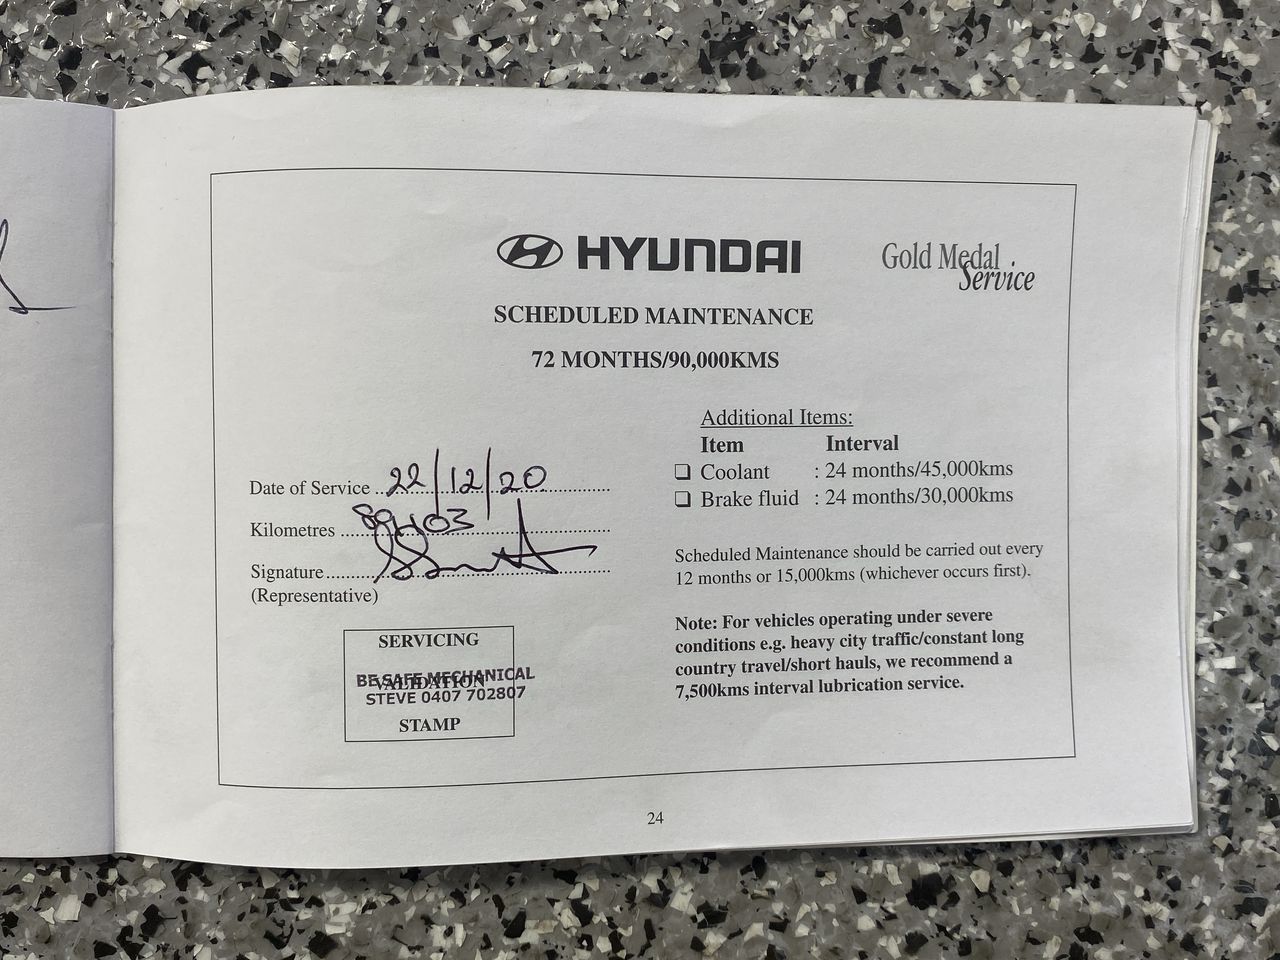 HYUNDAI
Gold Medal
Service
SCHEDULED MAINTENANCE
72 MONTHS/90,000KMS
Additional Items:
Item Interval
Coolant : 24 months/45,000kms
Brake fluid : 24 months/30,000kms
Date of Service 22/12/20
Kilometres 89403
Signature
(Representative)
Scheduled Maintenance should be carried out every
12 months or 15,000kms (whichever occurs first).
Note: For vehicles operating under severe
conditions e.g. heavy city traffic/constant long
country travel/short hauls, we recommend a
7,500kms interval lubrication service.
SERVICING
VALIDATION
STAMP
BE SAFE MECHANICAL
STEVE 0407 702807
24